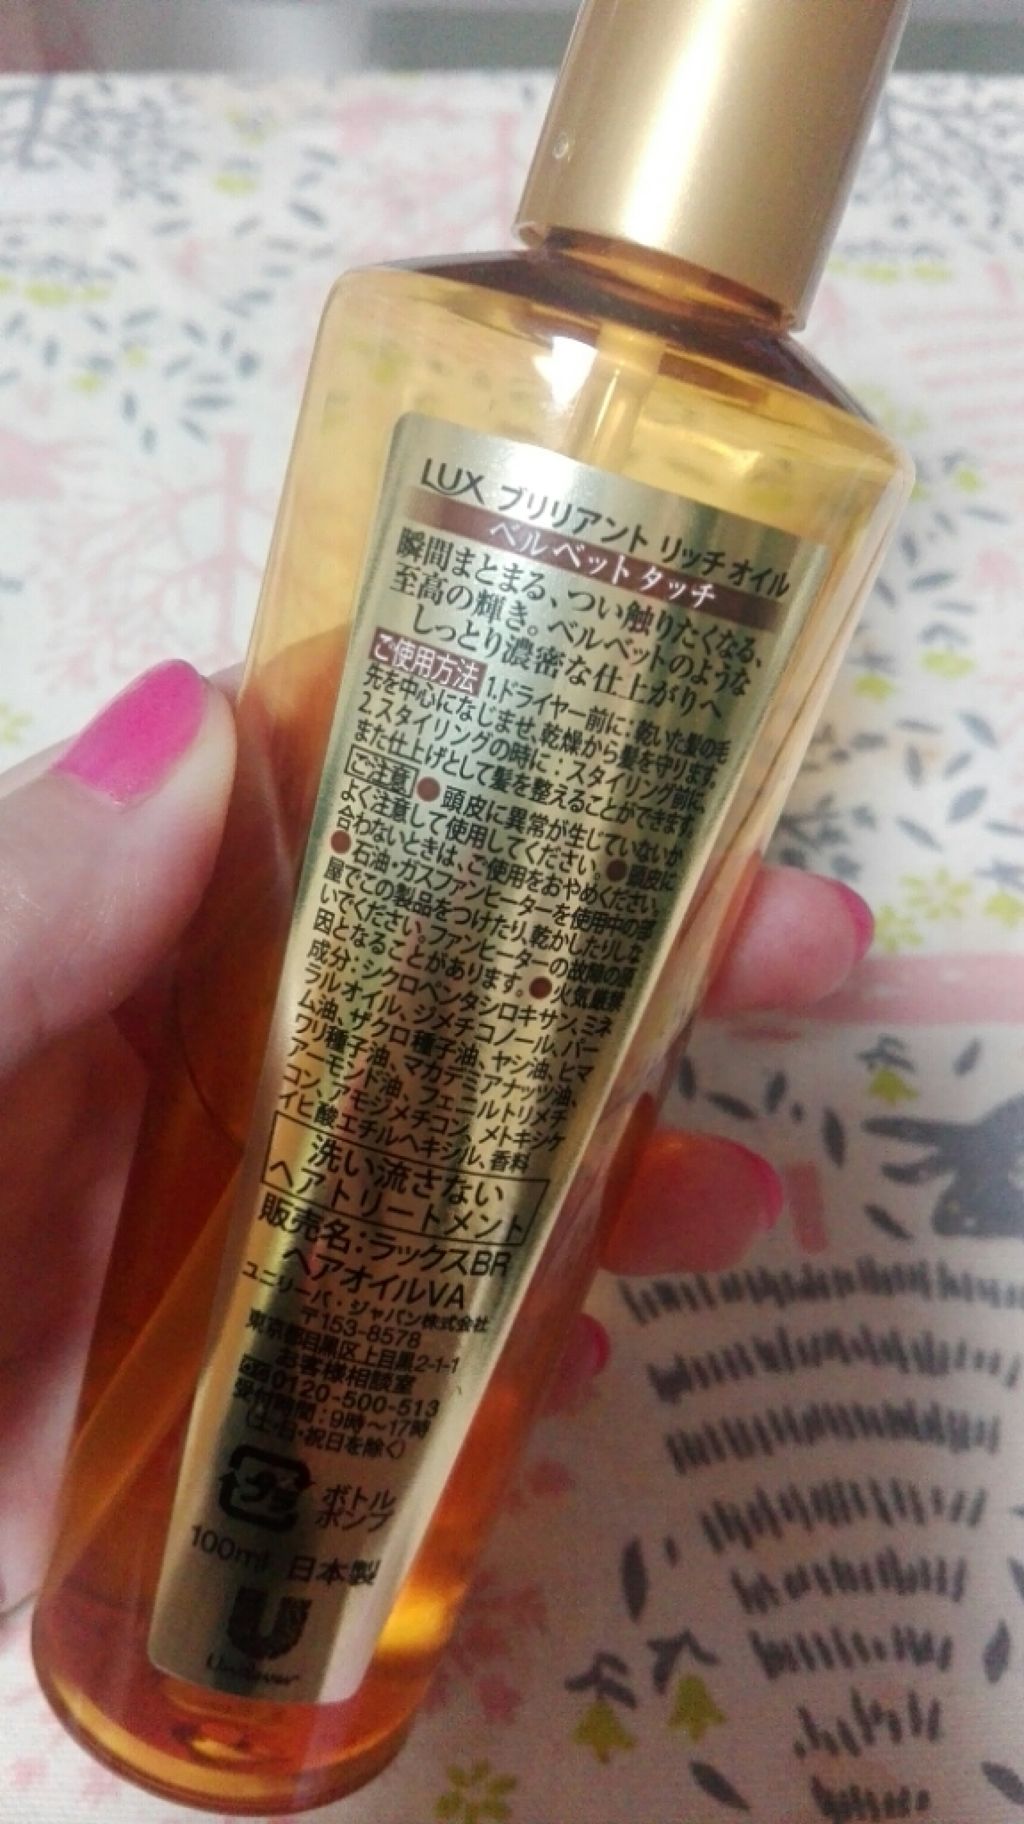 LUX ブリリアント リッチ オイル
ベルベットタッチ
瞬間まとまる、つい触りたくなる、
至高の輝き。ベルベットのような
しっとり濃密な仕上がりへ
ご使用方法 1.ドライヤー前に:乾いた髪の毛
先を中心になじませ、乾燥から髪を守ります。
2.スタイリングの時に:スタイリング前に、
また仕上げとして髪を整えることができます。
ご注意 ●頭皮に異常が生じていないか
よく注意して使用してください。●頭皮に
合わないときは、ご使用をおやめください。
●石油・ガスファンヒーターを使用中の部
屋でこの製品をつけたり、乾かしたりしな
いでください。ファンヒーターの故障の原
因となることがあります。●火気厳禁
成分:シクロペンタシロキサン、ミネ
ラルオイル、ジメチコノール、パー
ム油、ザクロ種子油、ヤシ油、ヒマ
ワリ種子油、マカデミアナッツ油、
アーモンド油、フェニルトリメチ
コン、アモジメチコン、メトキシケ
イヒ酸エチルヘキシル、香料
洗い流さない
ヘアトリートメント
販売名:ラックスBR
ヘアオイルVA
ユニリーバ・ジャパン株式会社
〒153-8578
東京都目黒区上目黒2-1-1
お客様相談室
0120-500-513
受付時間:9時〜17時
(土・日・祝日を除く)
プラ ボトル
ポンプ
100ml 日本製
Unilever